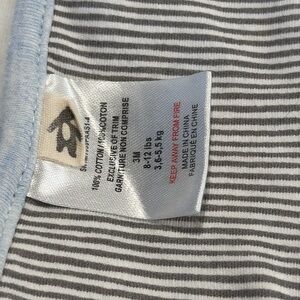 100% COTTON / 100% COTON
EXCLUSIVE OF TRIM
GARNITURE NON COMPRISE
3M
8-12 lbs
3,6-5,5 kg
KEEP AWAY FROM FIRE
MADE IN CHINA
FABRIQUE EN CHINE